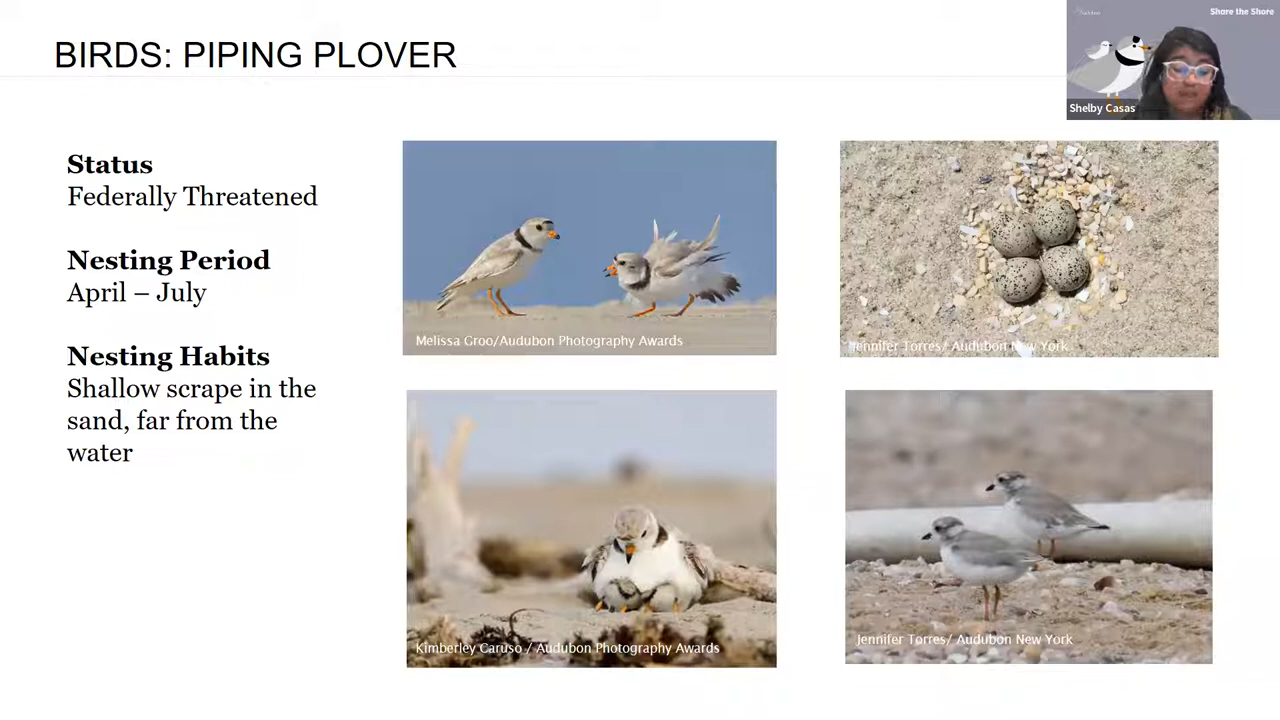 BIRDS: PIPING PLOVER
Share the Shore
Shelby Casas
Status
Federally Threatened
Nesting Period
April – July
Nesting Habits
Shallow scrape in the
sand, far from the
water
Melissa Groo/Audubon Photography Awards
Jennifer Torres/ Audubon New York
Kimberley Caruso / Audubon Photography Awards
Jennifer Torres/ Audubon New York